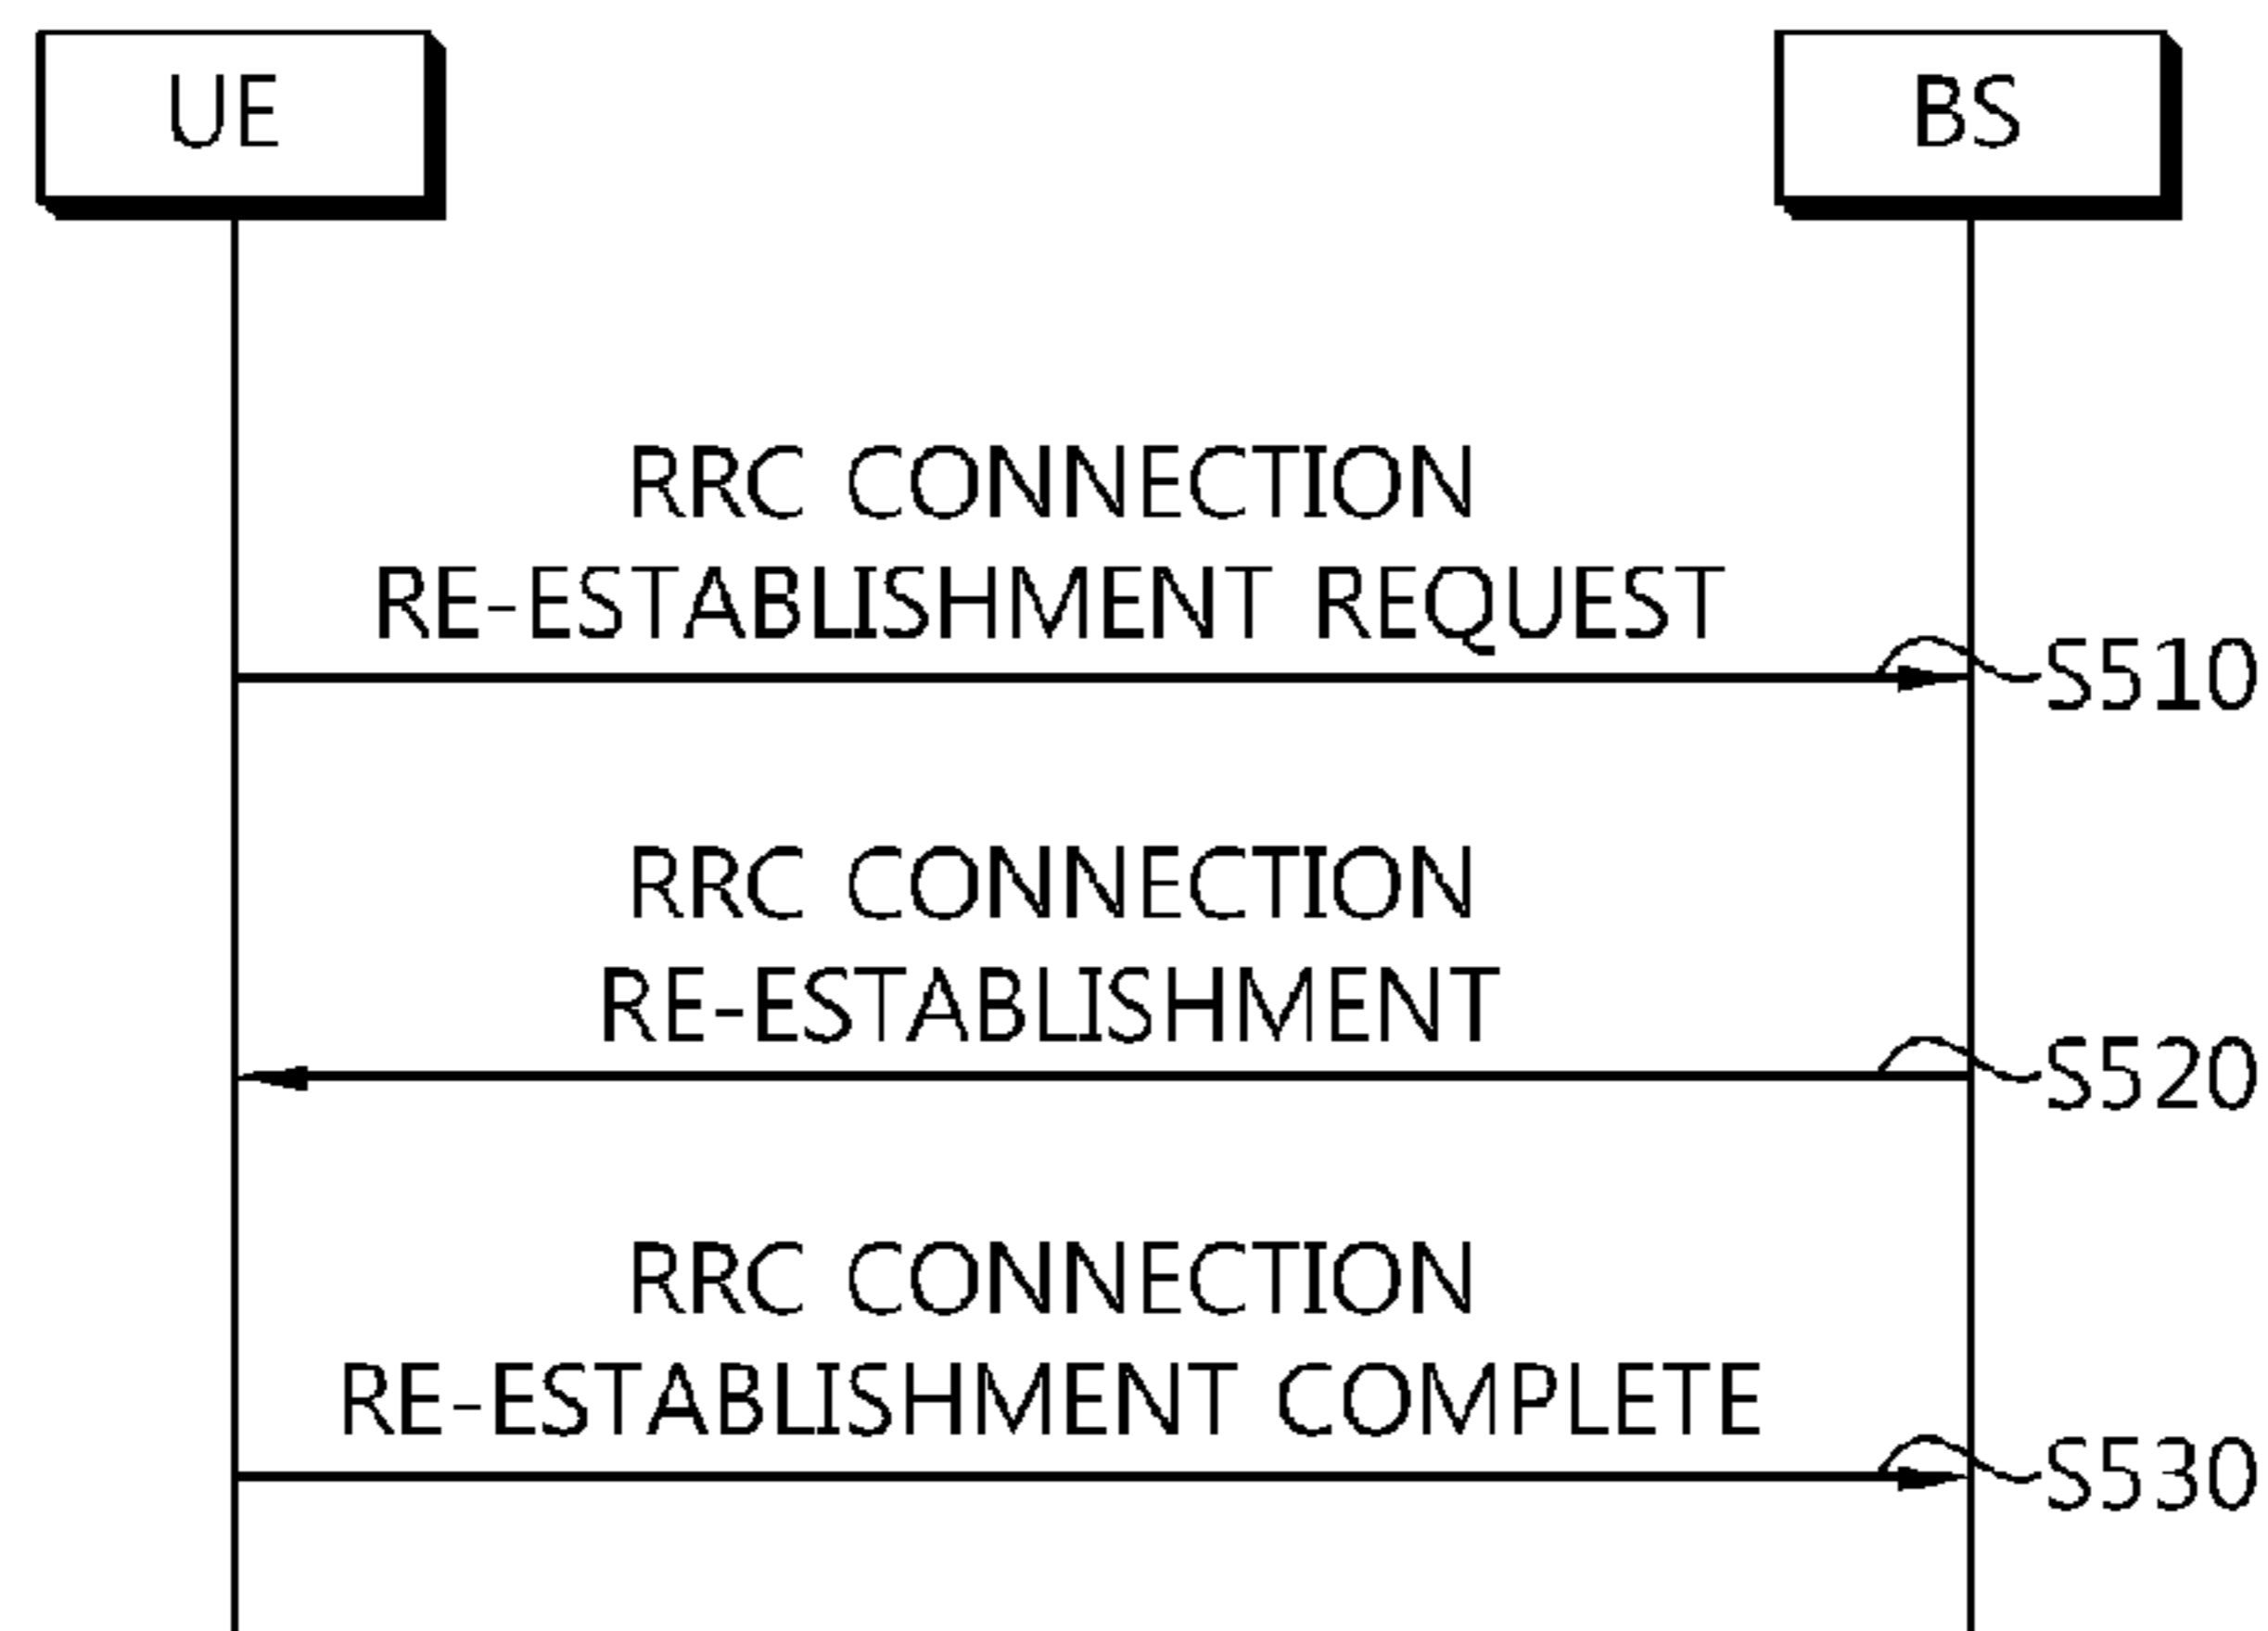 UE
BS
RRC CONNECTION
RE-ESTABLISHMENT REQUEST
S510
RRC CONNECTION
RE-ESTABLISHMENT
S520
RRC CONNECTION
RE-ESTABLISHMENT COMPLETE
S530